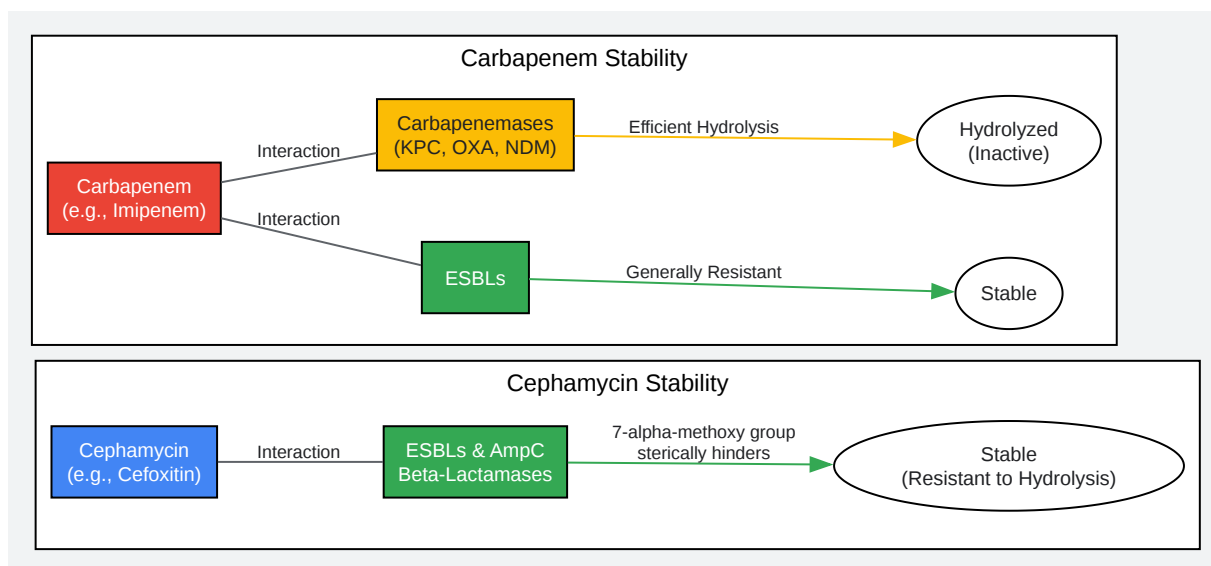 Carbapenem Stability
Carbapenemases
(KPC, OXA, NDM)
Efficient Hydrolysis
Hydrolyzed
(Inactive)
Interaction
Carbapenem
(e.g., Imipenem)
Interaction
ESBLs
Generally Resistant
Stable
Cephamycin Stability
Cephamycin
(e.g., Cefoxitin)
Interaction
ESBLs & AmpC
Beta-Lactamases
7-alpha-methoxy group
sterically hinders
Stable
(Resistant to Hydrolysis)